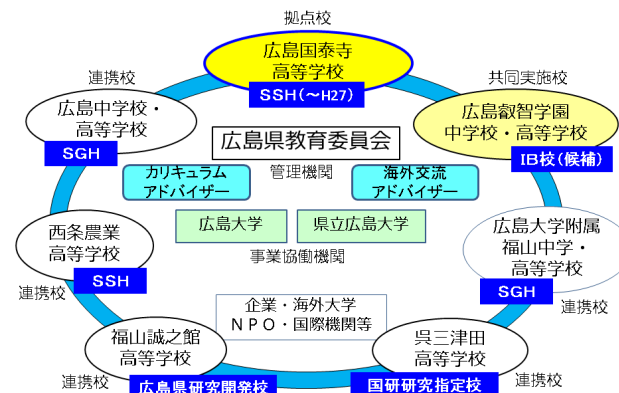 拠点校
広島国泰寺
高等学校
SSH(~H27)
連携校
広島中学校・
高等学校
SGH
共同実施校
広島叡智学園
中学校・高等学校
IB校(候補)
広島県教育委員会
管理機関
カリキュラム
アドバイザー
海外交流
アドバイザー
広島大学
県立広島大学
事業協働機関
西条農業
高等学校
SSH
連携校
広島大学附属
福山中学・
高等学校
SGH
連携校
企業・海外大学
NPO・国際機関等
福山誠之館
高等学校
連携校
広島県研究開発校
呉三津田
高等学校
国研研究指定校
連携校